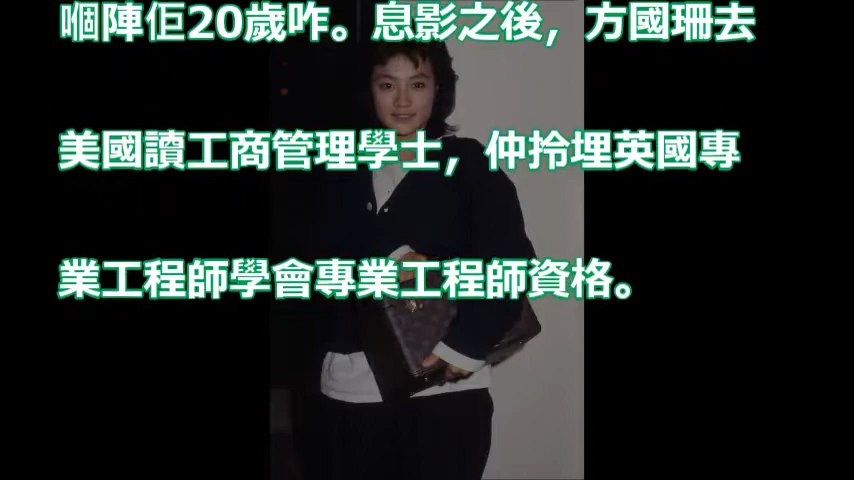 嗰陣佢20歲咋。息影之後，方國珊去
美國讀工商管理學士，仲拎埋英國專
業工程師學會專業工程師資格。